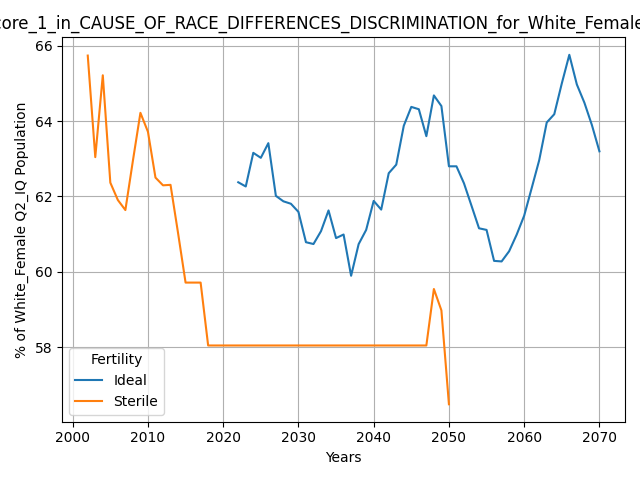 core_1_in_CAUSE_OF_RACE_DIFFERENCES_DISCRIMINATION_for_White_Female
% of White_Female Q2_IQ Population
66
64
62
60
58
Fertility
Ideal
Sterile
2000 2010 2020 2030 2040 2050 2060 2070
Years